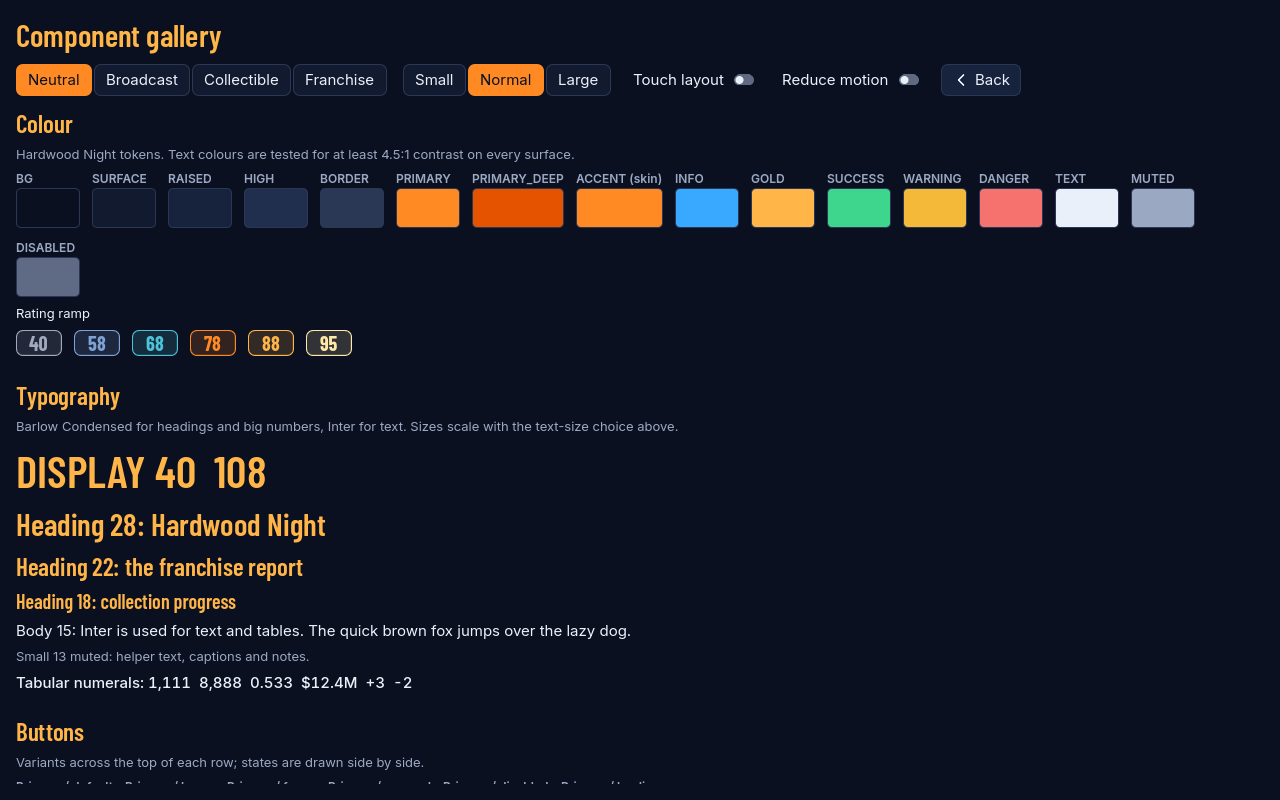 Component gallery
Neutral Broadcast Collectible Franchise Small Normal Large Touch layout Reduce motion Back
Colour
Hardwood Night tokens. Text colours are tested for at least 4.5:1 contrast on every surface.
BG SURFACE RAISED HIGH BORDER PRIMARY PRIMARY_DEEP ACCENT (skin) INFO GOLD SUCCESS WARNING DANGER TEXT MUTED
DISABLED
Rating ramp
40 58 68 78 88 95
Typography
Barlow Condensed for headings and big numbers, Inter for text. Sizes scale with the text-size choice above.
DISPLAY 40 108
Heading 28: Hardwood Night
Heading 22: the franchise report
Heading 18: collection progress
Body 15: Inter is used for text and tables. The quick brown fox jumps over the lazy dog.
Small 13 muted: helper text, captions and notes.
Tabular numerals: 1,111 8,888 0.533 $12.4M +3 -2
Buttons
Variants across the top of each row; states are drawn side by side.